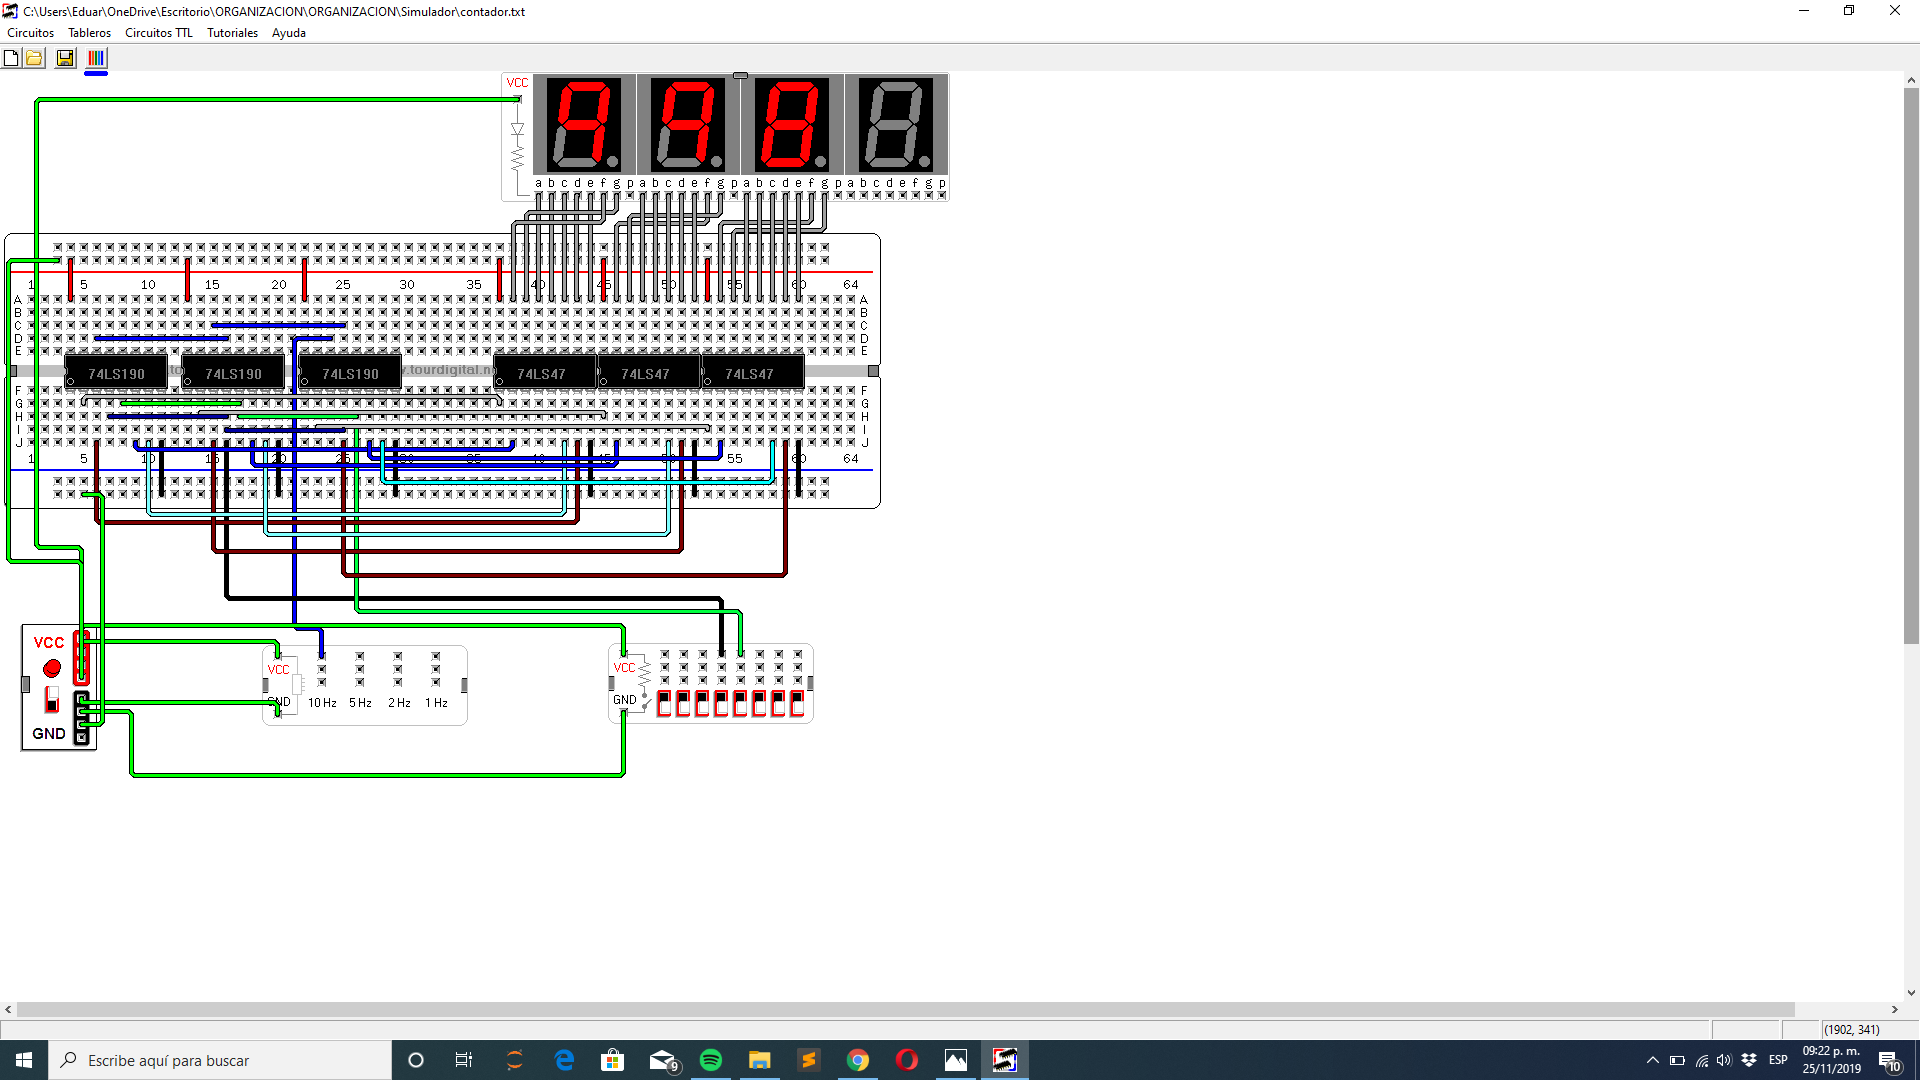 C:\Users\Eduar\OneDrive\Escritorio\ORGANIZACION\ORGANIZACION\Simulador\contador.txt
Circuitos Tableros Circuitos TTL Tutoriales Ayuda
VCC
a b c d e f g p a b c d e f g p a b c d e f g p a b c d e f g p
1 5 10 15 20 25 30 35 40 45 50 55 60 64
A A
B B
C C
D D
E E
74LS190 74LS190 74LS190 74LS47 74LS47 74LS47
F F
G G
H H
I I
J J
1 5 10 15 20 25 30 35 40 45 50 55 60 64
VCC
GND
VCC
GND 10 Hz 5 Hz 2 Hz 1 Hz
VCC
GND
(1902, 341)
Escribe aquí para buscar
9
ESP
09:22 p. m.
25/11/2019
10